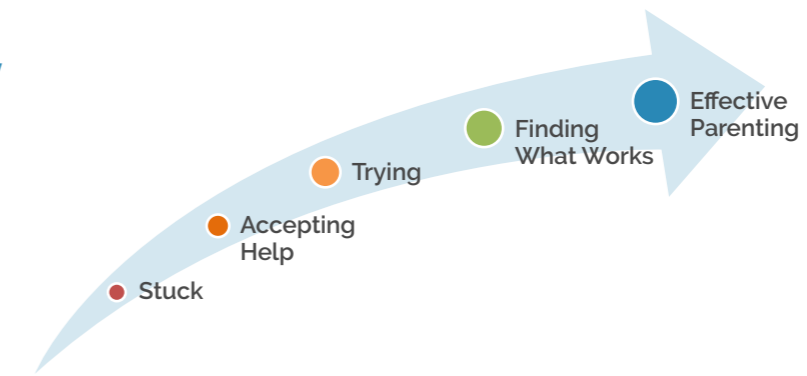 Effective
Parenting
Finding
What Works
Trying
Accepting
Help
Stuck